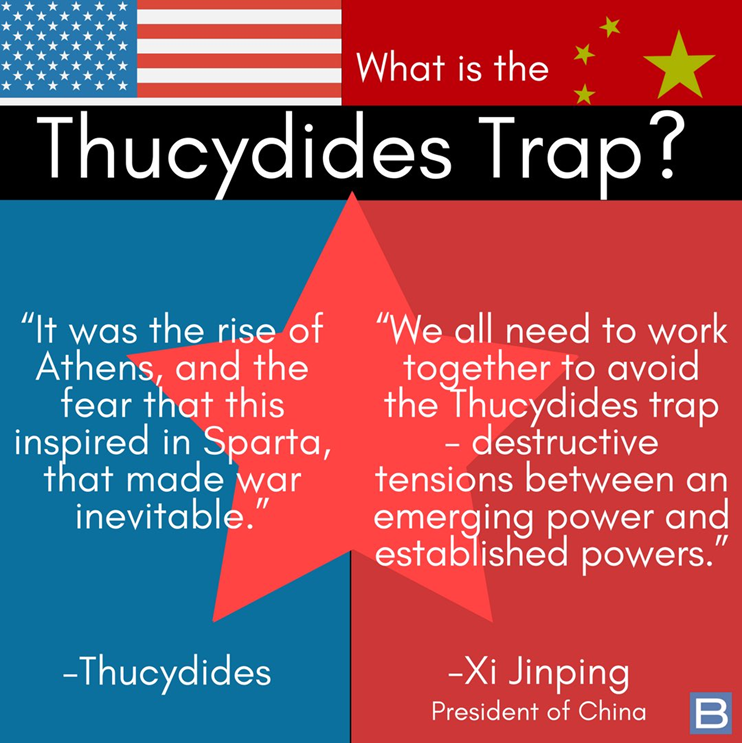 What is the
Thucydides Trap?
“It was the rise of
Athens, and the
fear that this
inspired in Sparta,
that made war
inevitable.”
-Thucydides
“We all need to work
together to avoid
the Thucydides trap
- destructive
tensions between an
emerging power and
established powers.”
-Xi Jinping
President of China
B